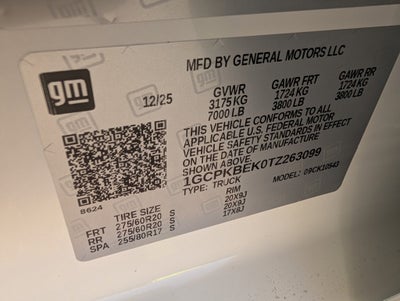 gm
MFD BY GENERAL MOTORS LLC
12/25 GVWR GAWR FRT GAWR RR
3175 KG 1724 KG 1724 KG
7000 LB 3800 LB 3800 LB
THIS VEHICLE CONFORMS TO ALL
APPLICABLE U.S. FEDERAL MOTOR
VEHICLE SAFETY STANDARDS IN EFFECT
ON THE DATE OF MANUFACTURE
1GCPKBEK0TZ263099
TYPE: TRUCK MODEL: 09CK10543
8624
TIRE SIZE RIM
FRT 275/60R20 S 20X9J
RR 275/60R20 S 20X9J
SPA 255/80R17 S 17X8J